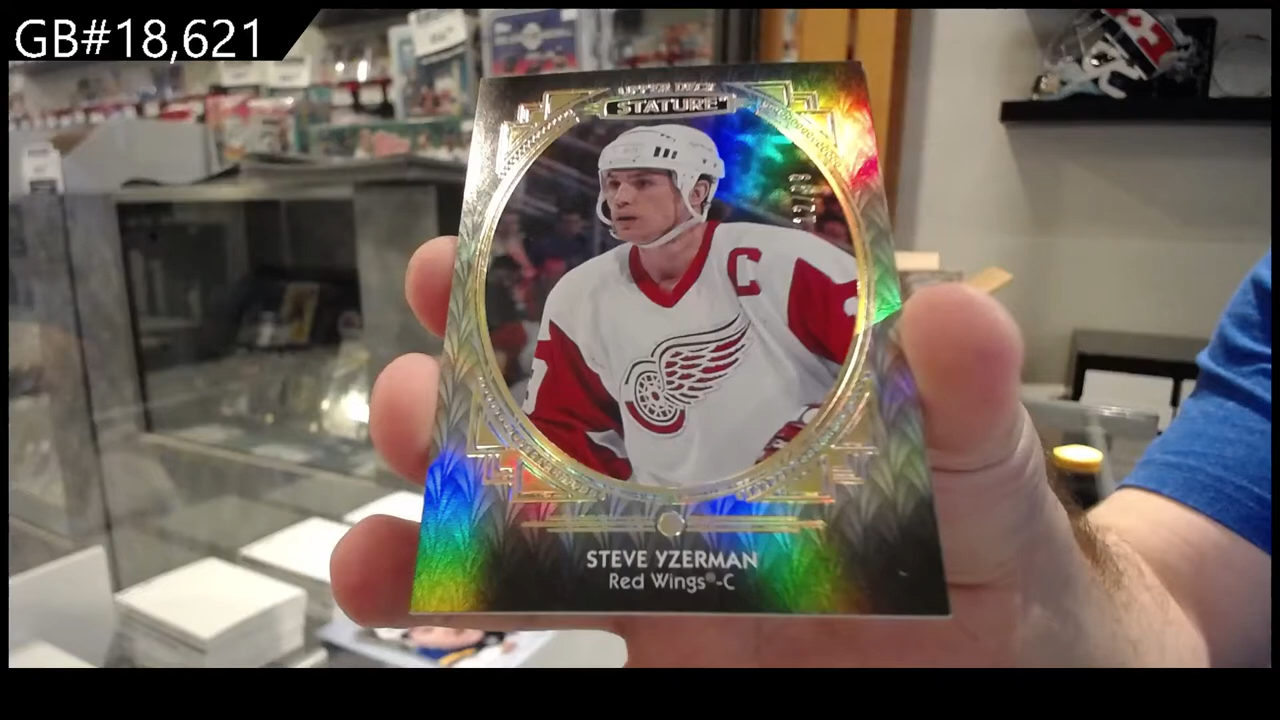 GB#18,621
UPPER DECK
STATURE
C
STEVE YZERMAN
Red Wings®-C